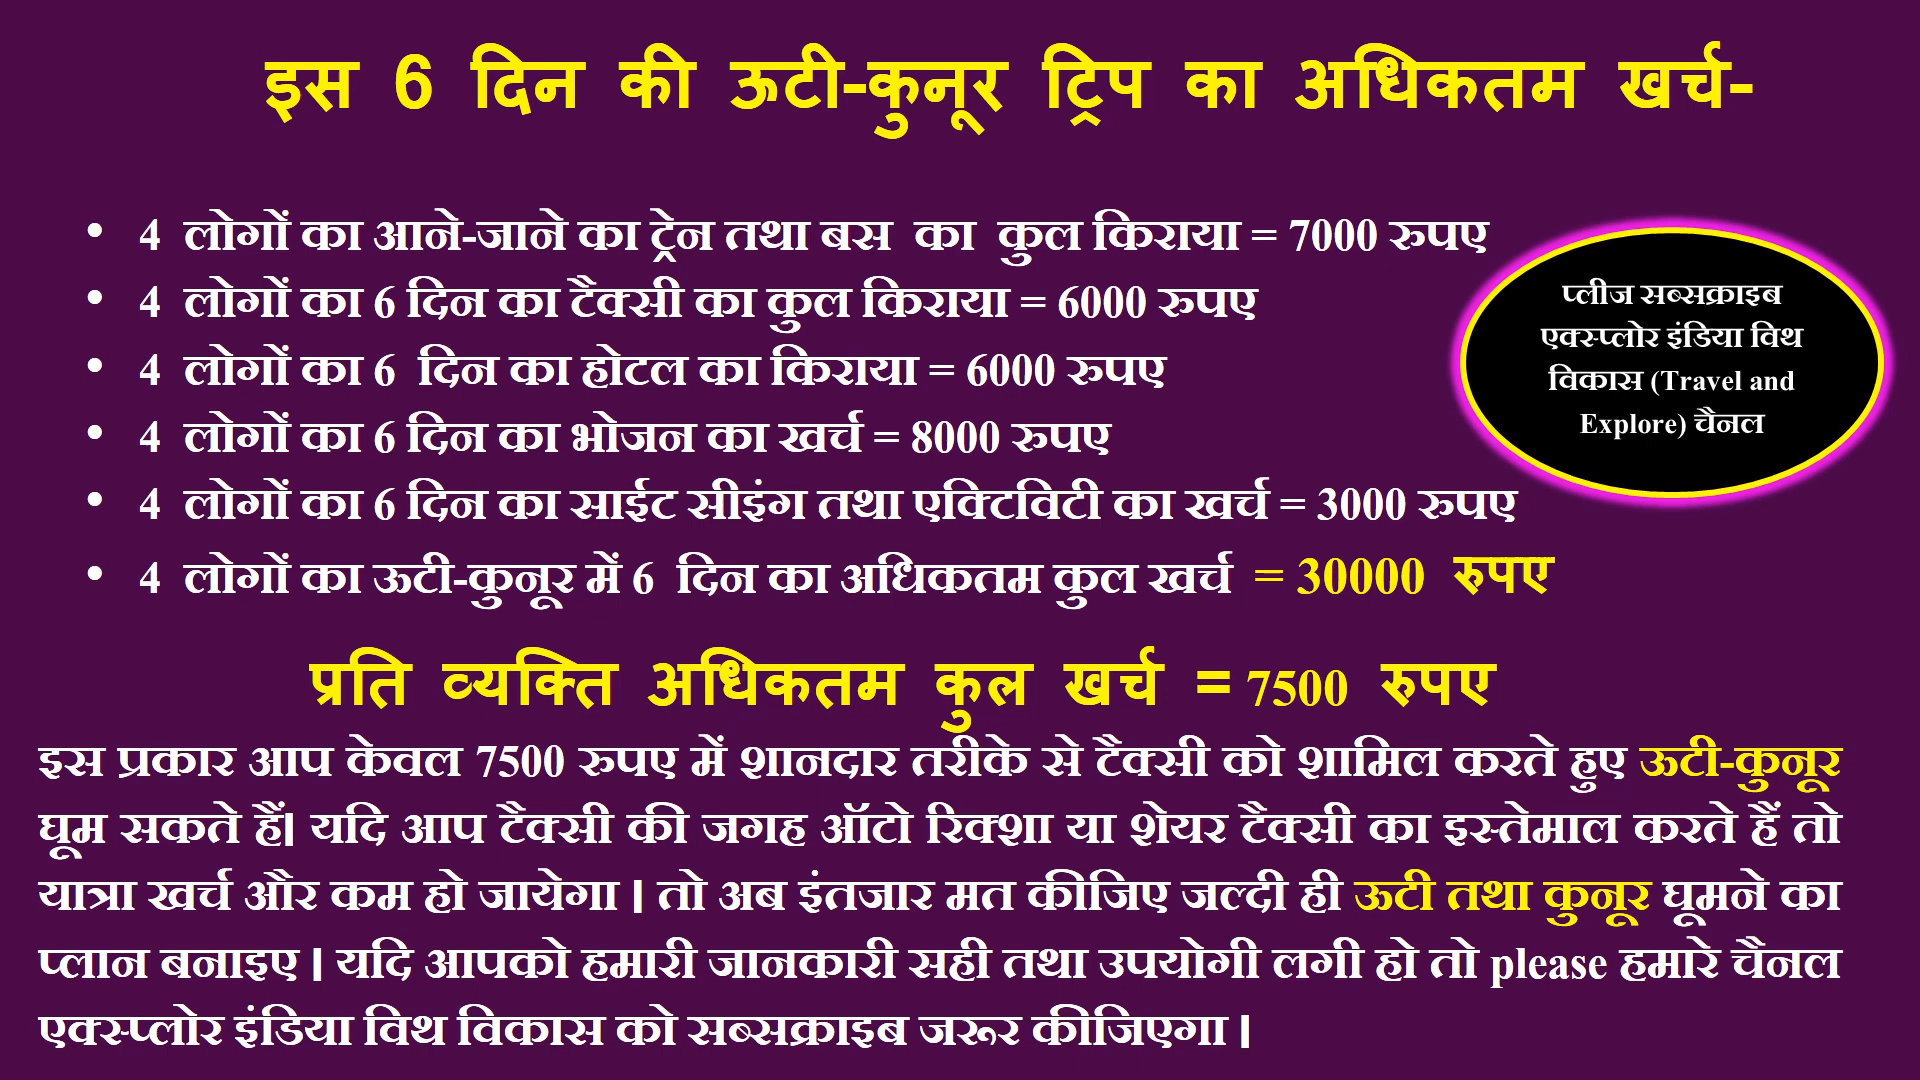 इस 6 दिन की ऊटी-कुनूर ट्रिप का अधिकतम खर्च-
• 4 लोगों का आने-जाने का ट्रेन तथा बस का कुल किराया = 7000 रुपए
• 4 लोगों का 6 दिन का टैक्सी का कुल किराया = 6000 रुपए
• 4 लोगों का 6 दिन का होटल का किराया = 6000 रुपए
• 4 लोगों का 6 दिन का भोजन का खर्च = 8000 रुपए
• 4 लोगों का 6 दिन का साईट सीइंग तथा एक्टिविटी का खर्च = 3000 रुपए
• 4 लोगों का ऊटी-कुनूर में 6 दिन का अधिकतम कुल खर्च = 30000 रुपए
प्लीज सब्सक्राइब
एक्स्प्लोर इंडिया विथ
विकास (Travel and
Explore) चैनल
प्रति व्यक्ति अधिकतम कुल खर्च = 7500 रुपए
इस प्रकार आप केवल 7500 रुपए में शानदार तरीके से टैक्सी को शामिल करते हुए ऊटी-कुनूर
घूम सकते हैं। यदि आप टैक्सी की जगह ऑटो रिक्शा या शेयर टैक्सी का इस्तेमाल करते हैं तो
यात्रा खर्च और कम हो जायेगा । तो अब इंतजार मत कीजिए जल्दी ही ऊटी तथा कुनूर घूमने का
प्लान बनाइए । यदि आपको हमारी जानकारी सही तथा उपयोगी लगी हो तो please हमारे चैनल
एक्स्प्लोर इंडिया विथ विकास को सब्सक्राइब जरूर कीजिएगा ।